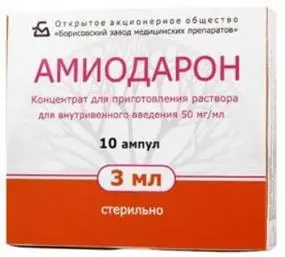 Открытое акционерное общество
«Борисовский завод медицинских препаратов»
АМИОДАРОН
Концентрат для приготовления раствора
для внутривенного введения 50 мг/мл
10 ампул
3 мл
стерильно